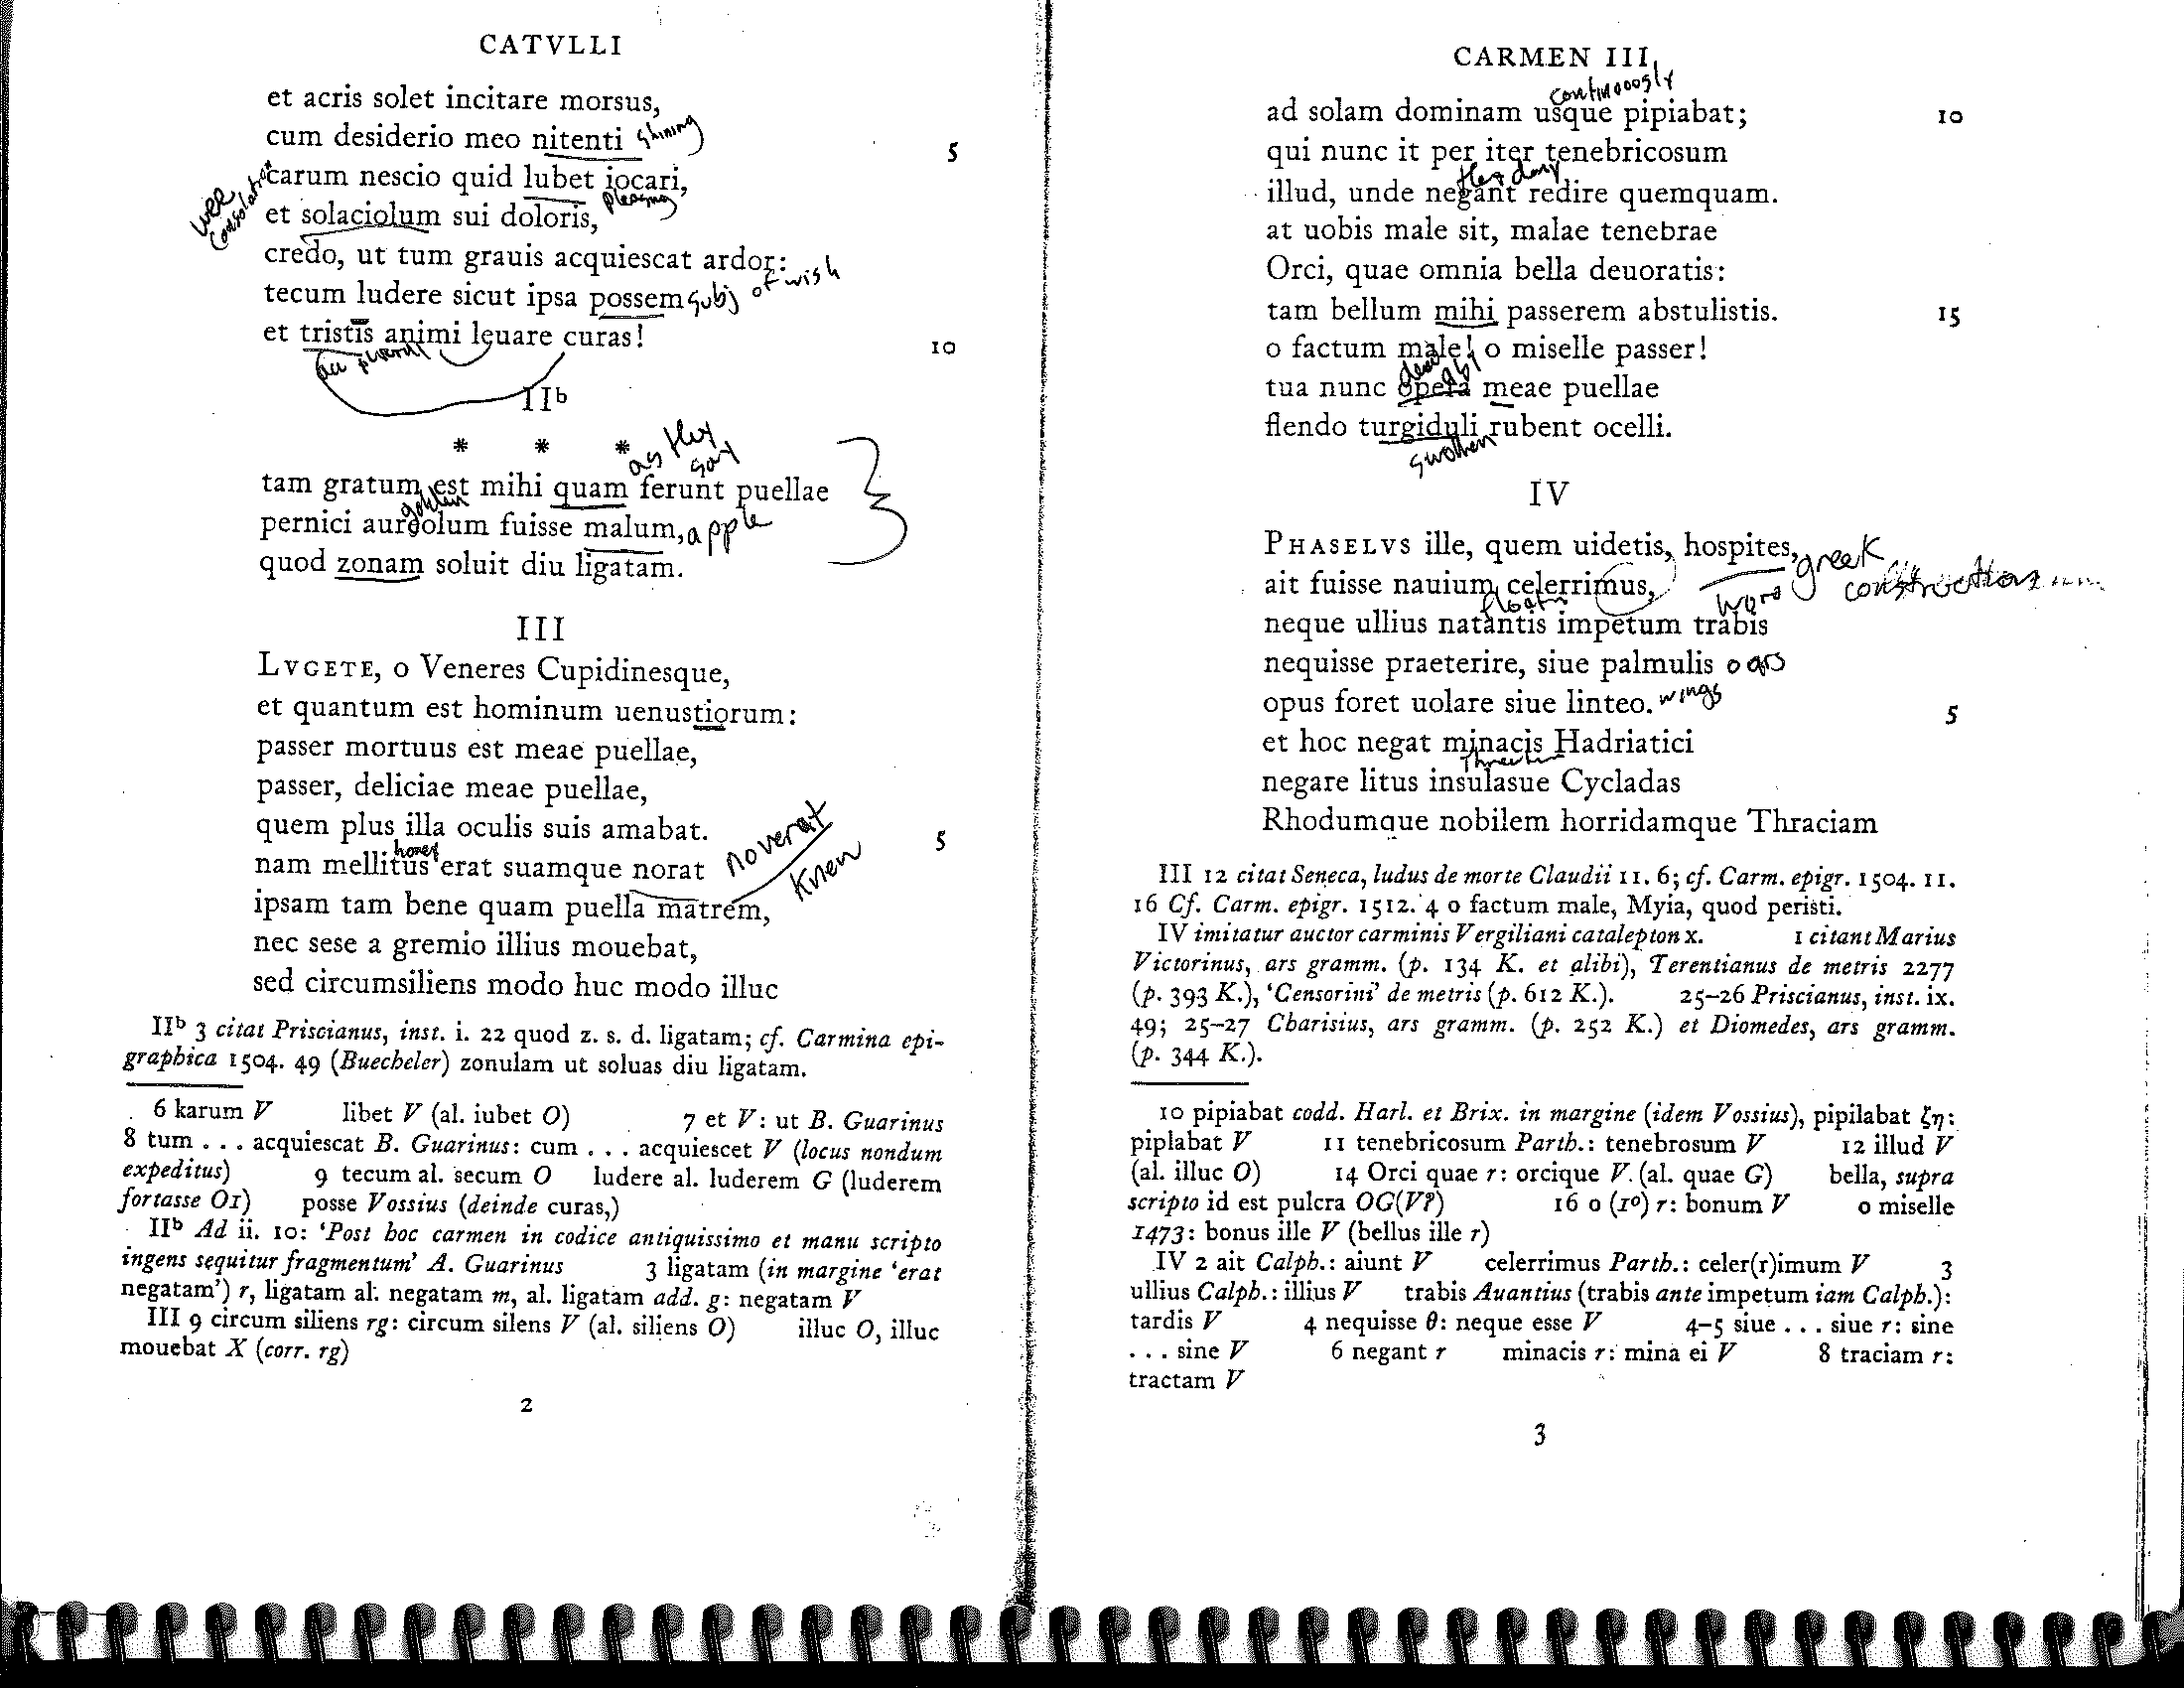 CATVLLI
et acris solet incitare morsus,
cum desiderio meo nitenti shining
5
carum nescio quid lubet iocari,
pleasing
wee consolation
et solaciolum sui doloris,
credo, ut tum grauis acquiescat ardor:
tecum ludere sicut ipsa possem subj of wish
et tristis animi leuare curas!
10
acc plural
IIᵇ
* * *
as they say
tam gratum est mihi quam ferunt puellae
golden
pernici aureolum fuisse malum, apple
quod zonam soluit diu ligatam.
III
LVGETE, o Veneres Cupidinesque,
et quantum est hominum uenustiorum:
passer mortuus est meae puellae,
passer, deliciae meae puellae,
quem plus illa oculis suis amabat.
5
honey
nam mellitus erat suamque norat noverat
knew
ipsam tam bene quam puella matrem,
nec sese a gremio illius mouebat,
sed circumsiliens modo huc modo illuc
IIᵇ 3 citat Priscianus, inst. i. 22 quod z. s. d. ligatam; cf. Carmina epi-
graphica 1504. 49 (Buecheler) zonulam ut soluas diu ligatam.
6 karum V libet V (al. iubet O) 7 et V: ut B. Guarinus
8 tum . . . acquiescat B. Guarinus: cum . . . acquiescet V (locus nondum
expeditus) 9 tecum al. secum O ludere al. luderem G (luderem
fortasse O1) posse Vossius (deinde curas,)
IIᵇ Ad ii. 10: ‘Post hoc carmen in codice antiquissimo et manu scripto
ingens sequitur fragmentum’ A. Guarinus 3 ligatam (in margine ‘erat
negatam’) r, ligatam al. negatam m, al. ligatam add. g: negatam V
III 9 circum siliens rg: circum silens V (al. siliens O) illuc O, illuc
mouebat X (corr. rg)
2
CARMEN III
continuously
ad solam dominam usque pipiabat;
10
qui nunc it per iter tenebricosum
they deny
illud, unde negant redire quemquam.
at uobis male sit, malae tenebrae
Orci, quae omnia bella deuoratis:
tam bellum mihi passerem abstulistis.
15
o factum male! o miselle passer!
abl
tua nunc opera meae puellae
flendo turgiduli rubent ocelli.
swollen
IV
PHASELVS ille, quem uidetis, hospites,
greek construction
ait fuisse nauium celerrimus,
word
neque ullius natantis impetum trabis
nequisse praeterire, siue palmulis oars
opus foret uolare siue linteo. wings
5
et hoc negat minacis Hadriatici
negare litus insulasue Cycladas
Rhodumque nobilem horridamque Thraciam
III 12 citat Seneca, ludus de morte Claudii 11. 6; cf. Carm. epigr. 1504. 11.
16 Cf. Carm. epigr. 1512. 4 o factum male, Myia, quod peristi.
IV imitatur auctor carminis Vergiliani catalepton x. 1 citant Marius
Victorinus, ars gramm. (p. 134 K. et alibi), Terentianus de metris 2277
(p. 393 K.), ‘Censorini’ de metris (p. 612 K.). 25–26 Priscianus, inst. ix.
49; 25–27 Charisius, ars gramm. (p. 252 K.) et Diomedes, ars gramm.
(p. 344 K.).
10 pipiabat codd. Harl. et Brix. in margine (idem Vossius), pipilabat ζη:
piplabat V 11 tenebricosum Parth.: tenebrosum V 12 illud V
(al. illuc O) 14 Orci quae r: orcique V (al. quae G) bella, supra
scripto id est pulcra OG(V?) 16 o (1⁰) r: bonum V o miselle
1473: bonus ille V (bellus ille r)
IV 2 ait Calph.: aiunt V celerrimus Parth.: celer(r)imum V 3
ullius Calph.: illius V trabis Auantius (trabis ante impetum iam Calph.):
tardis V 4 nequisse θ: neque esse V 4–5 siue . . . siue r: sine
. . . sine V 6 negant r minacis r: mina ei V 8 traciam r:
tractam V
3